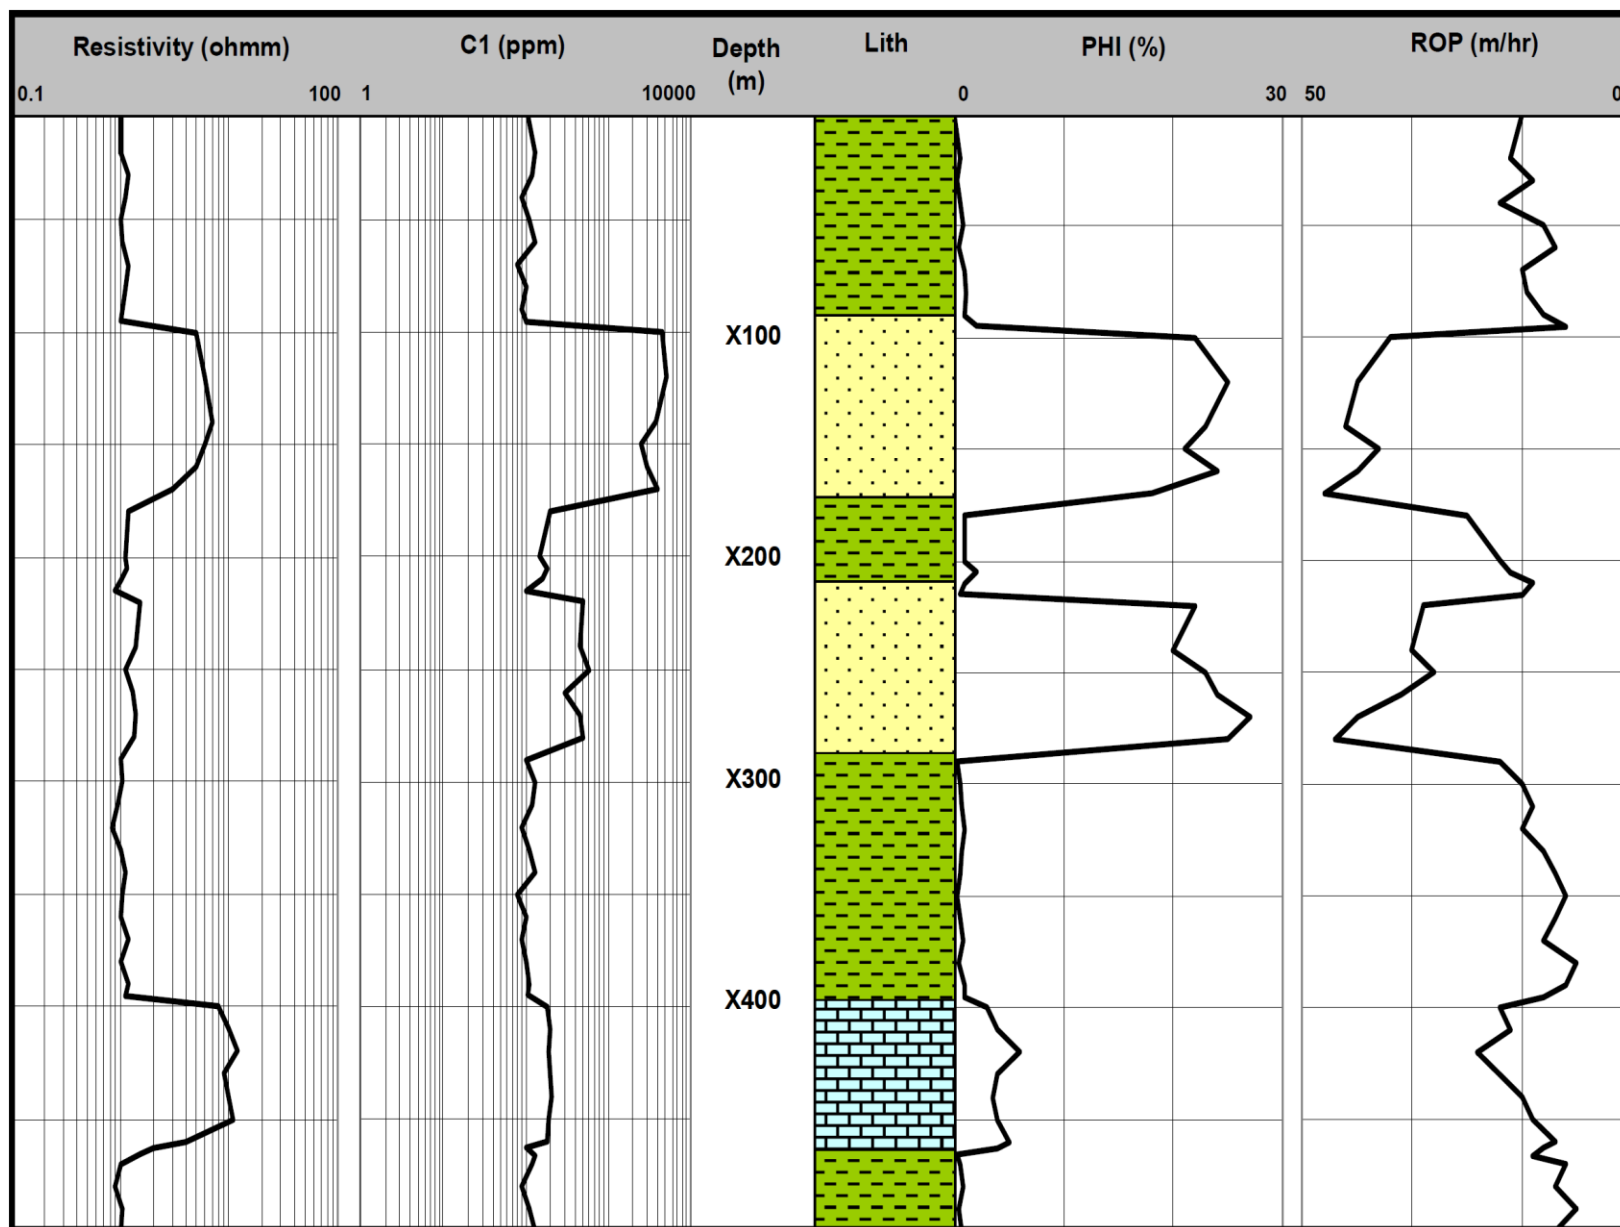 Resistivity (ohmm) C1 (ppm) Depth (m) Lith PHI (%) ROP (m/hr)
0.1 100 1 10000 0 30 50 0
X100
X200
X300
X400